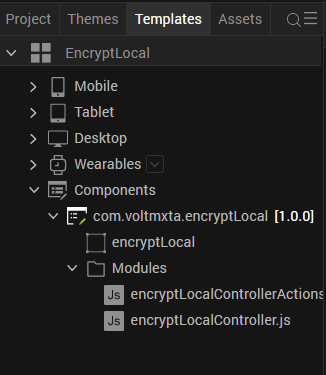 Project Themes Templates Assets
EncryptLocal
Mobile
Tablet
Desktop
Wearables
Components
com.voltmxta.encryptLocal [1.0.0]
encryptLocal
Modules
Js encryptLocalControllerActions
Js encryptLocalController.js